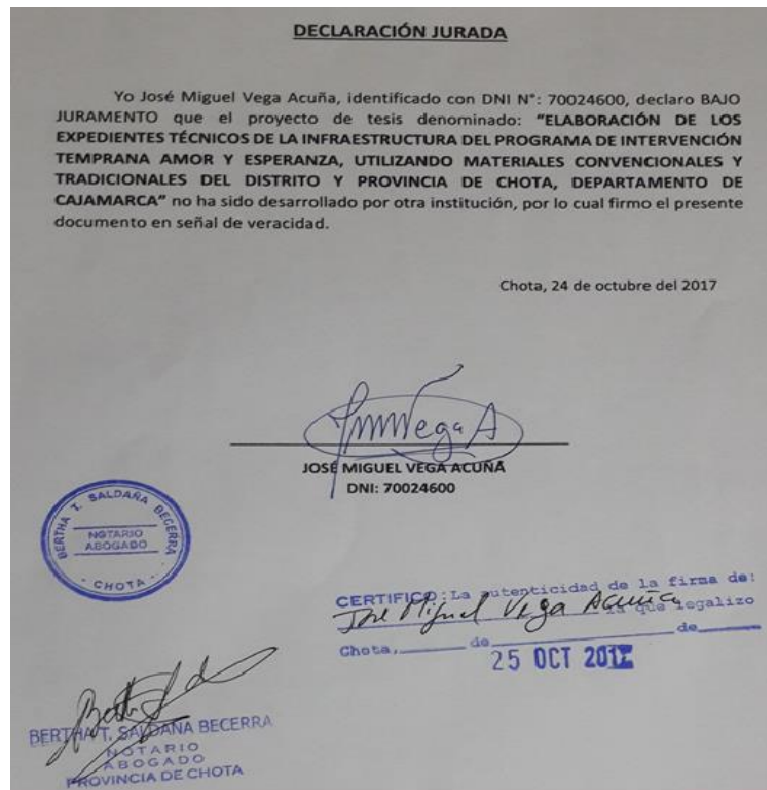 DECLARACIÓN JURADA
Yo José Miguel Vega Acuña, identificado con DNI N°: 70024600, declaro BAJO
JURAMENTO que el proyecto de tesis denominado: "ELABORACIÓN DE LOS
EXPEDIENTES TÉCNICOS DE LA INFRAESTRUCTURA DEL PROGRAMA DE INTERVENCIÓN
TEMPRANA AMOR Y ESPERANZA, UTILIZANDO MATERIALES CONVENCIONALES Y
TRADICIONALES DEL DISTRITO Y PROVINCIA DE CHOTA, DEPARTAMENTO DE
CAJAMARCA" no ha sido desarrollado por otra institución, por lo cual firmo el presente
documento en señal de veracidad.
Chota, 24 de octubre del 2017
JOSÉ MIGUEL VEGA ACUÑA
DNI: 70024600
BERTHA T. SALDAÑA BECERRA
NOTARIO
ABOGADO
- CHOTA -
CERTIFICO: La autenticidad de la firma de:
José Miguel Vega Acuña la que legalizo
Chota, de de
25 OCT 2017
BERTHA T. SALDAÑA BECERRA
NOTARIO
ABOGADO
PROVINCIA DE CHOTA